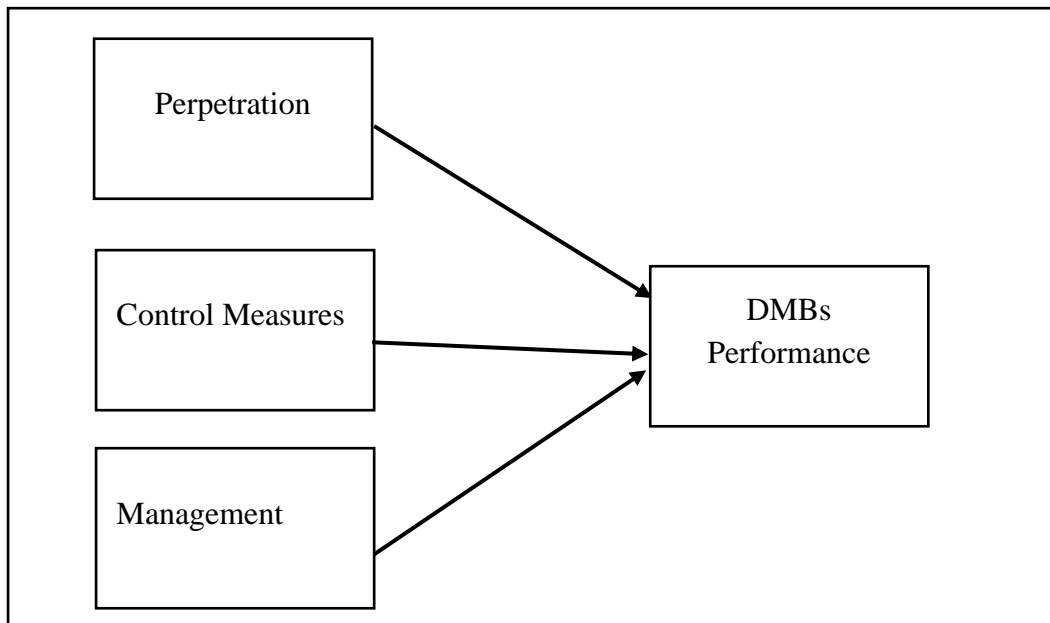 Perpetration
Control Measures
Management
DMBs
Performance